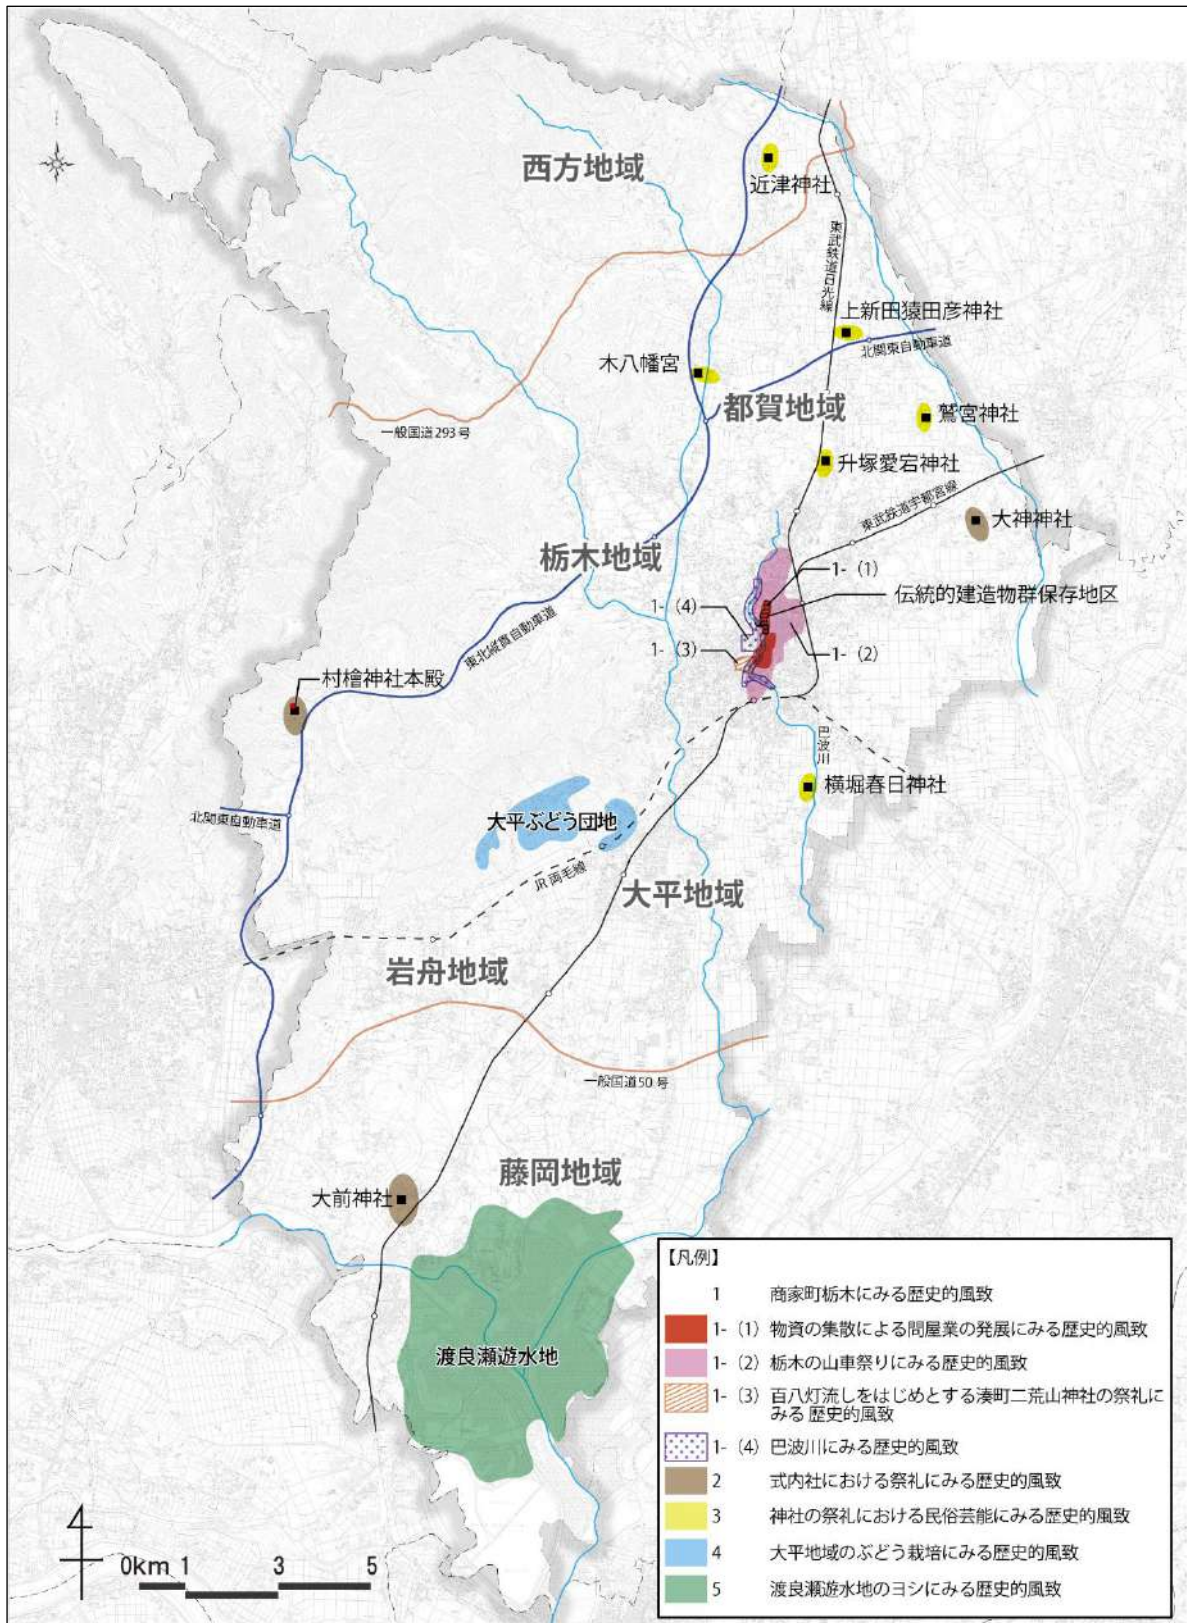 西方地域
近津神社
東武鉄道日光線
上新田猿田彦神社
北関東自動車道
木八幡宮
都賀地域
鷲宮神社
一般国道293号
升塚愛宕神社
東武鉄道宇都宮線
大神神社
栃木地域
1-（1）
伝統的建造物群保存地区
1-（4）
1-（2）
1-（3）
東北縦貫自動車道
村檜神社本殿
巴波川
横堀春日神社
北関東自動車道
大平ぶどう団地
JR両毛線
大平地域
岩舟地域
一般国道50号
藤岡地域
大前神社
渡良瀬遊水地
【凡例】
1 商家町栃木にみる歴史的風致
1-（1）物資の集散による問屋業の発展にみる歴史的風致
1-（2）栃木の山車祭りにみる歴史的風致
1-（3）百八灯流しをはじめとする湊町二荒山神社の祭礼に
みる 歴史的風致
1-（4）巴波川にみる歴史的風致
2 式内社における祭礼にみる歴史的風致
3 神社の祭礼における民俗芸能にみる歴史的風致
4 大平地域のぶどう栽培にみる歴史的風致
5 渡良瀬遊水地のヨシにみる歴史的風致
0km 1 3 5